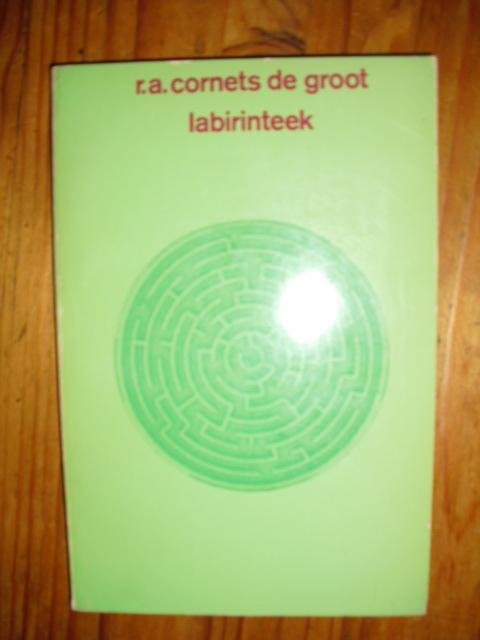 r.a. cornets de groot
labirinteek